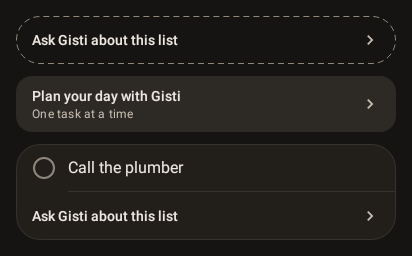 Ask Gisti about this list
Plan your day with Gisti
One task at a time
Call the plumber
Ask Gisti about this list